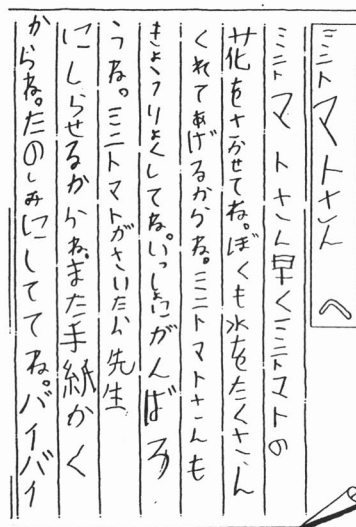 ミニトマトさんへ
ミニトマトさん早くミニトマトの
花をさかせてね。ぼくも水をたくさん
くれてあげるからね。ミニトマトさんも
きょうりょくしてね。いっしょにがんばろ
うね。ミニトマトがさいたら先生
にしらせるからね。また手紙かく
からね。たのしみにしててね。バイバイ